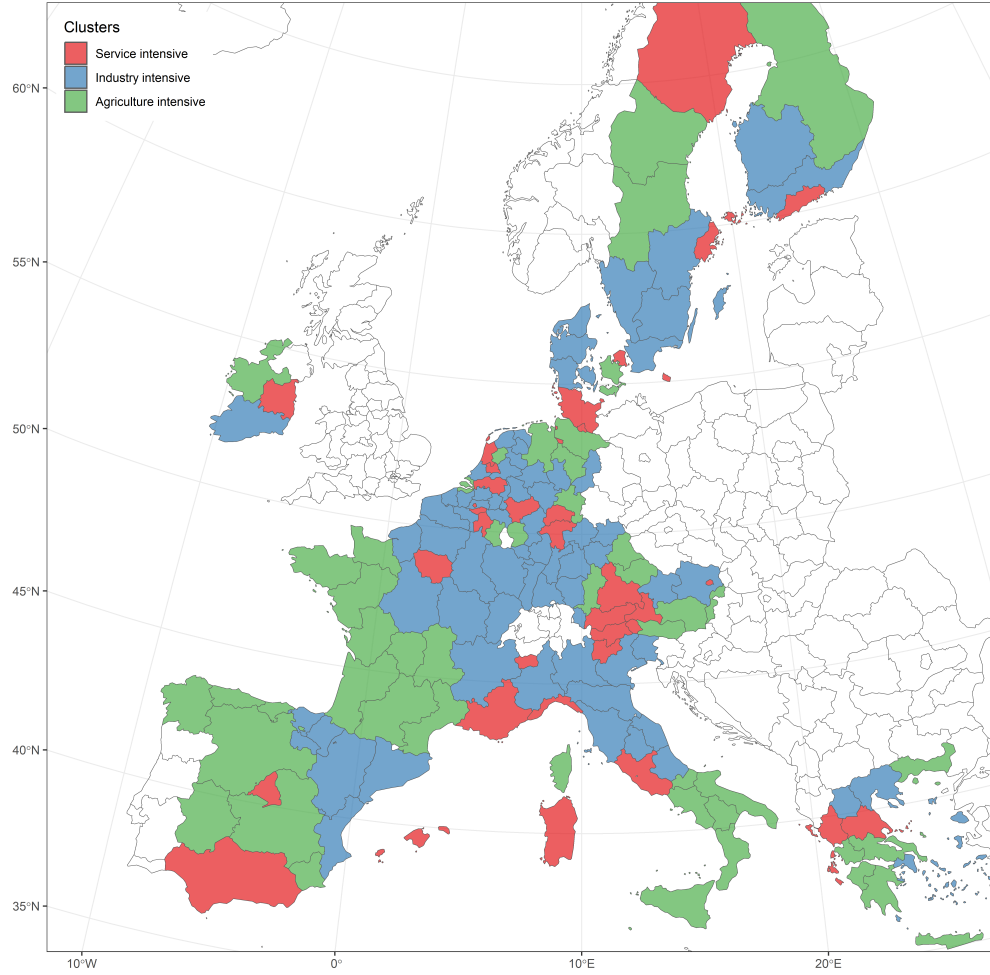 Clusters
Service intensive
Industry intensive
Agriculture intensive
60°N
55°N
50°N
45°N
40°N
35°N
10°W
0°
10°E
20°E